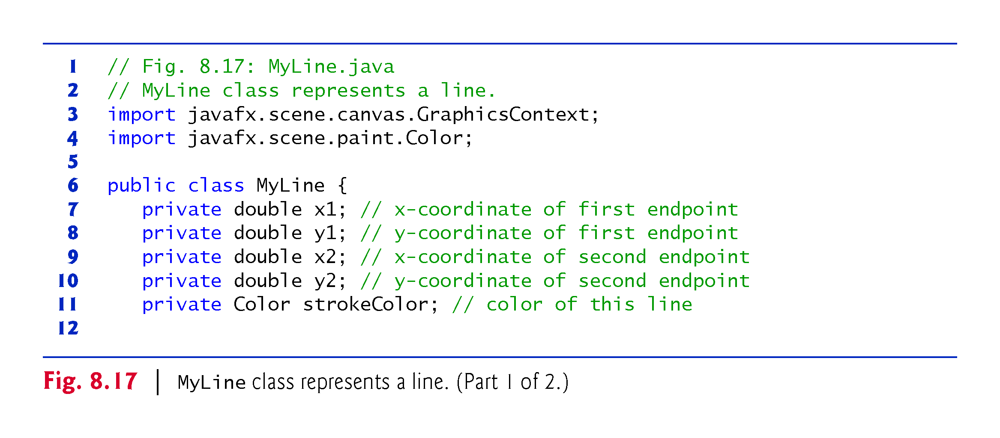 1 // Fig. 8.17: MyLine.java
2 // MyLine class represents a line.
3 import javafx.scene.canvas.GraphicsContext;
4 import javafx.scene.paint.Color;
5
6 public class MyLine {
7 private double x1; // x-coordinate of first endpoint
8 private double y1; // y-coordinate of first endpoint
9 private double x2; // x-coordinate of second endpoint
10 private double y2; // y-coordinate of second endpoint
11 private Color strokeColor; // color of this line
12
Fig. 8.17 | MyLine class represents a line. (Part 1 of 2.)